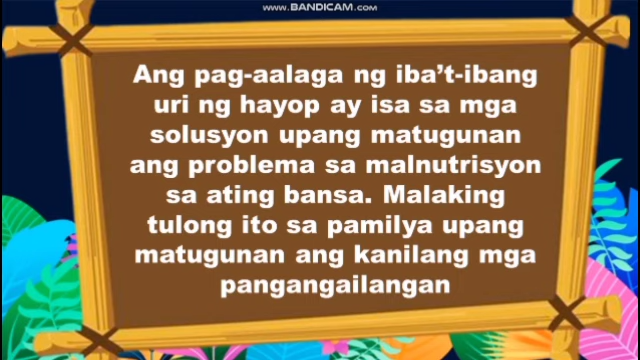 www.BANDICAM.com
Ang pag-aalaga ng iba’t-ibang
uri ng hayop ay isa sa mga
solusyon upang matugunan
ang problema sa malnutrisyon
sa ating bansa. Malaking
tulong ito sa pamilya upang
matugunan ang kanilang mga
pangangailangan